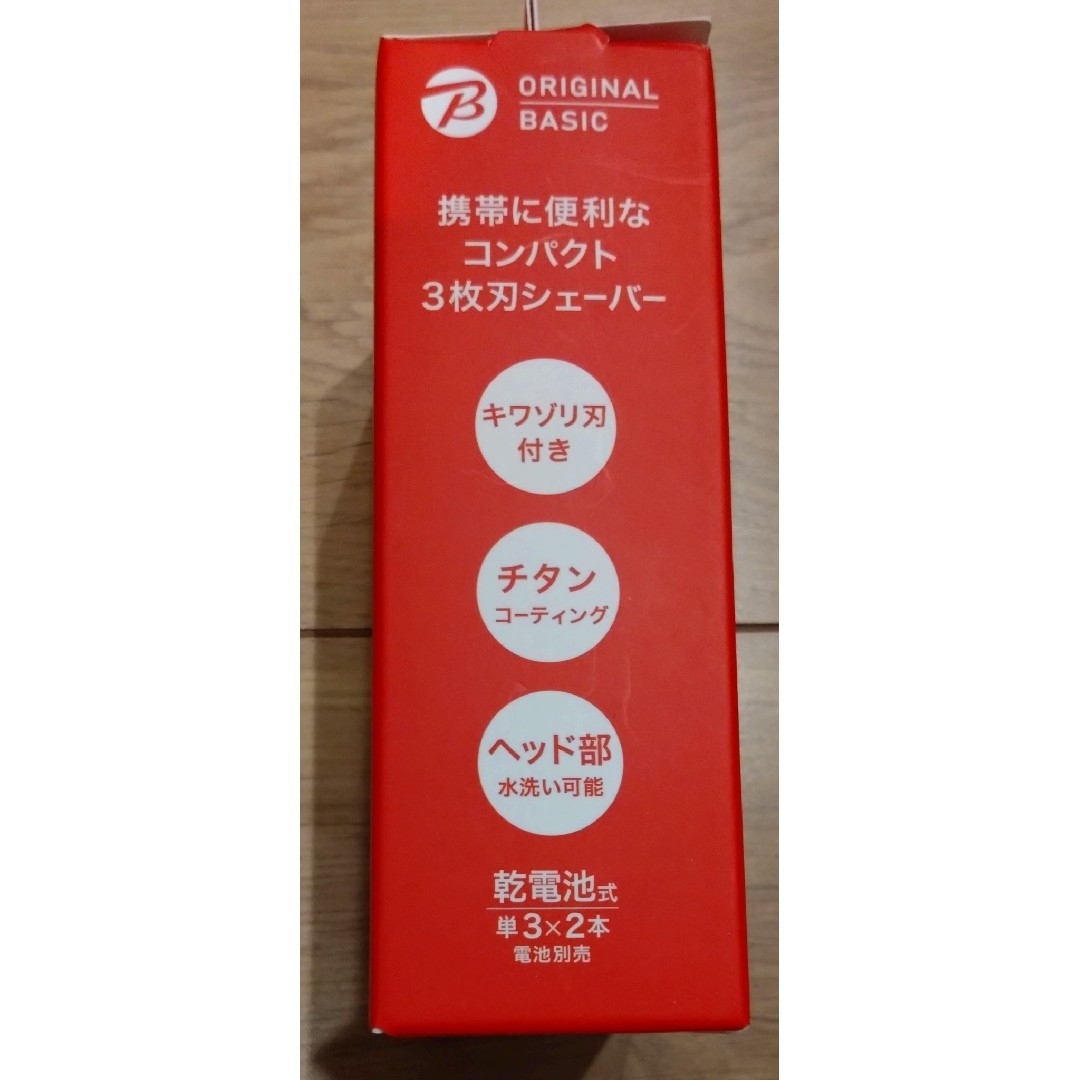 B ORIGINAL
BASIC
携帯に便利な
コンパクト
3枚刃シェーバー
キワゾリ刃
付き
チタン
コーティング
ヘッド部
水洗い可能
乾電池式
単3×2本
電池別売